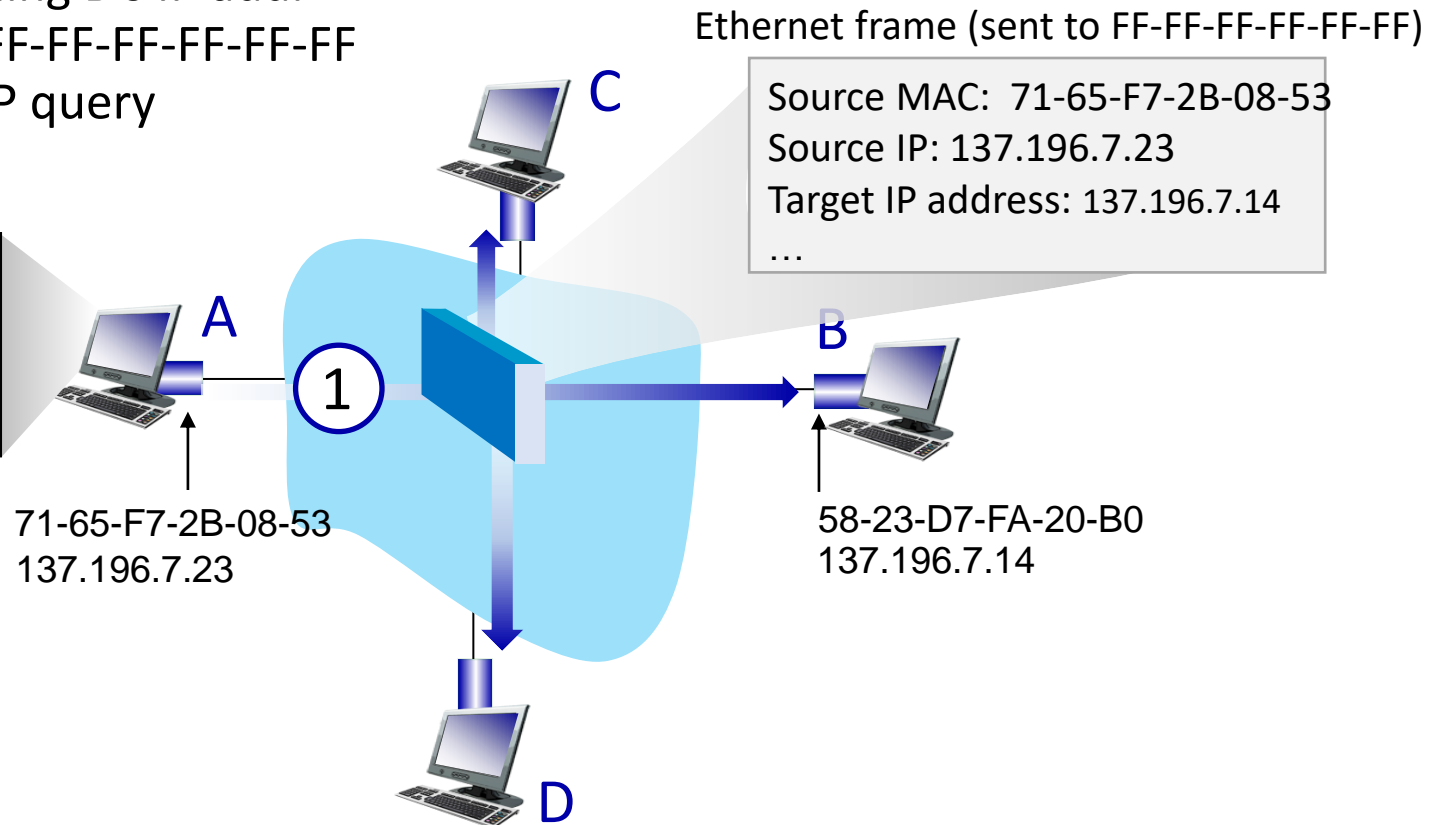 FF-FF-FF-FF-FF-FF
query
Ethernet frame (sent to FF-FF-FF-FF-FF-FF)
Source MAC: 71-65-F7-2B-08-53
Source IP: 137.196.7.23
Target IP address: 137.196.7.14
…
C
A
B
1
71-65-F7-2B-08-53
137.196.7.23
58-23-D7-FA-20-B0
137.196.7.14
D